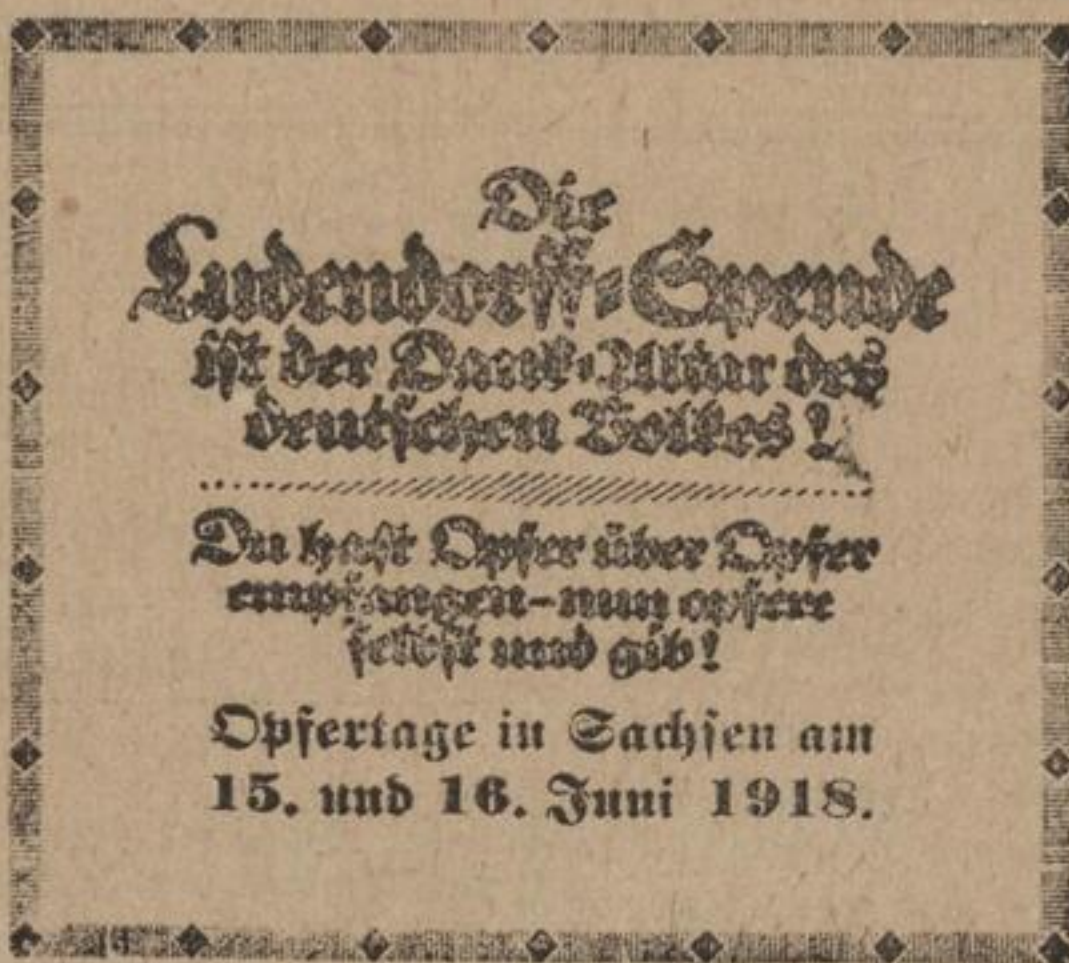 Die
Ludendorff-Spende
ist der Dank-Altar des
deutschen Volkes!
Du hast Opfer über Opfer
empfangen - nun opfere
selbst und gib!
Opfertage in Sachsen am
15. und 16. Juni 1918.